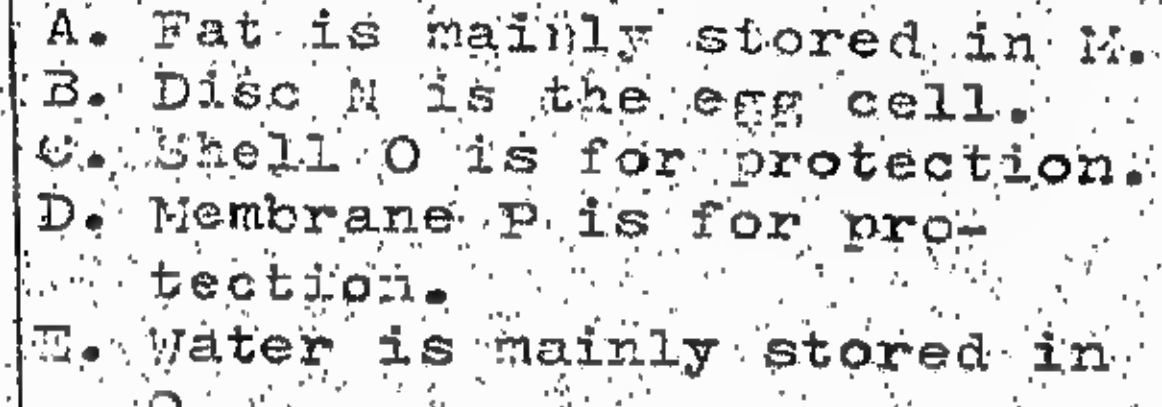 A. Fat is mainly stored in M.
B. Disc N is the egg cell.
C. Shell O is for protection.
D. Membrane P is for pro-
tection.
E. Water is mainly stored in